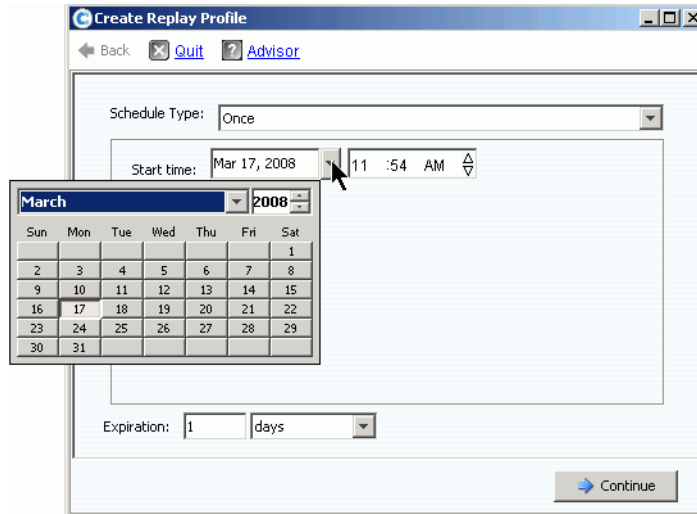 Create Replay Profile
Back Quit Advisor
Schedule Type: Once
Start time: Mar 17, 2008 11 :54 AM
March 2008
Sun Mon Tue Wed Thu Fri Sat
1
2 3 4 5 6 7 8
9 10 11 12 13 14 15
16 17 18 19 20 21 22
23 24 25 26 27 28 29
30 31
Expiration: 1 days
Continue